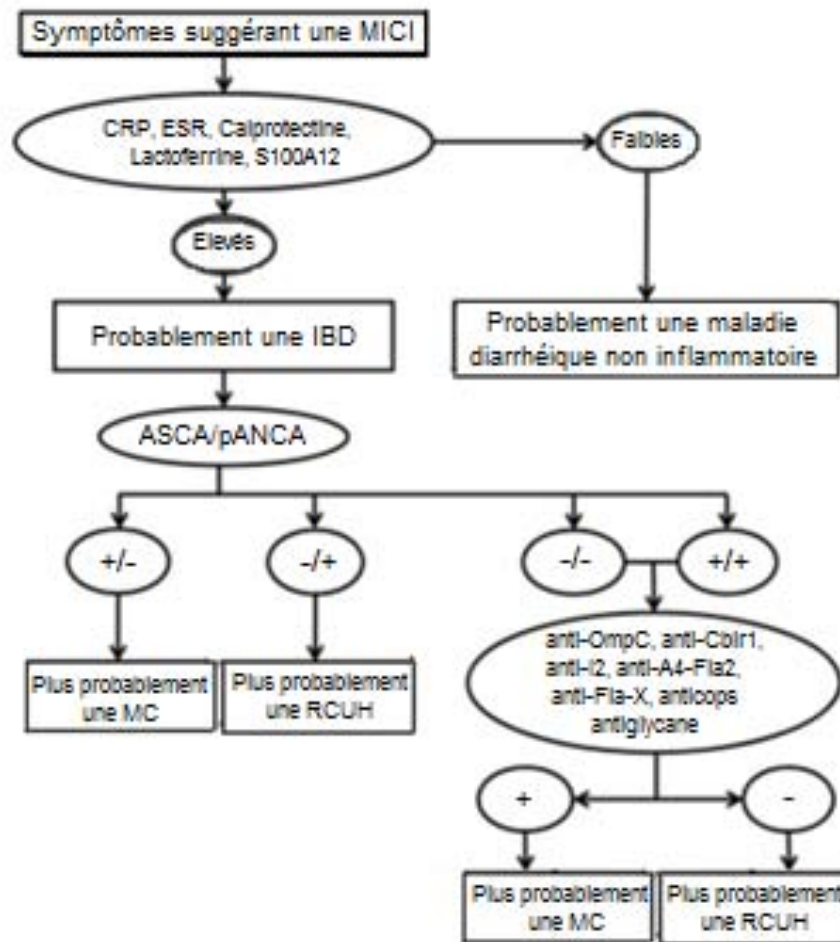 Symptômes suggérant une MICI
CRP, ESR, Calprotectine,
Lactoferrine, S100A12
Faibles
Elevés
Probablement une IBD
Probablement une maladie
diarrhéique non inflammatoire
ASCA/pANCA
+/-
-/+
-/-
+/+
Plus probablement
une MC
Plus probablement
une RCUH
anti-OmpC, anti-Cbir1,
anti-I2, anti-A4-Fla2,
anti-Fla-X, anticops
antiglycane
+
-
Plus probablement
une MC
Plus probablement
une RCUH